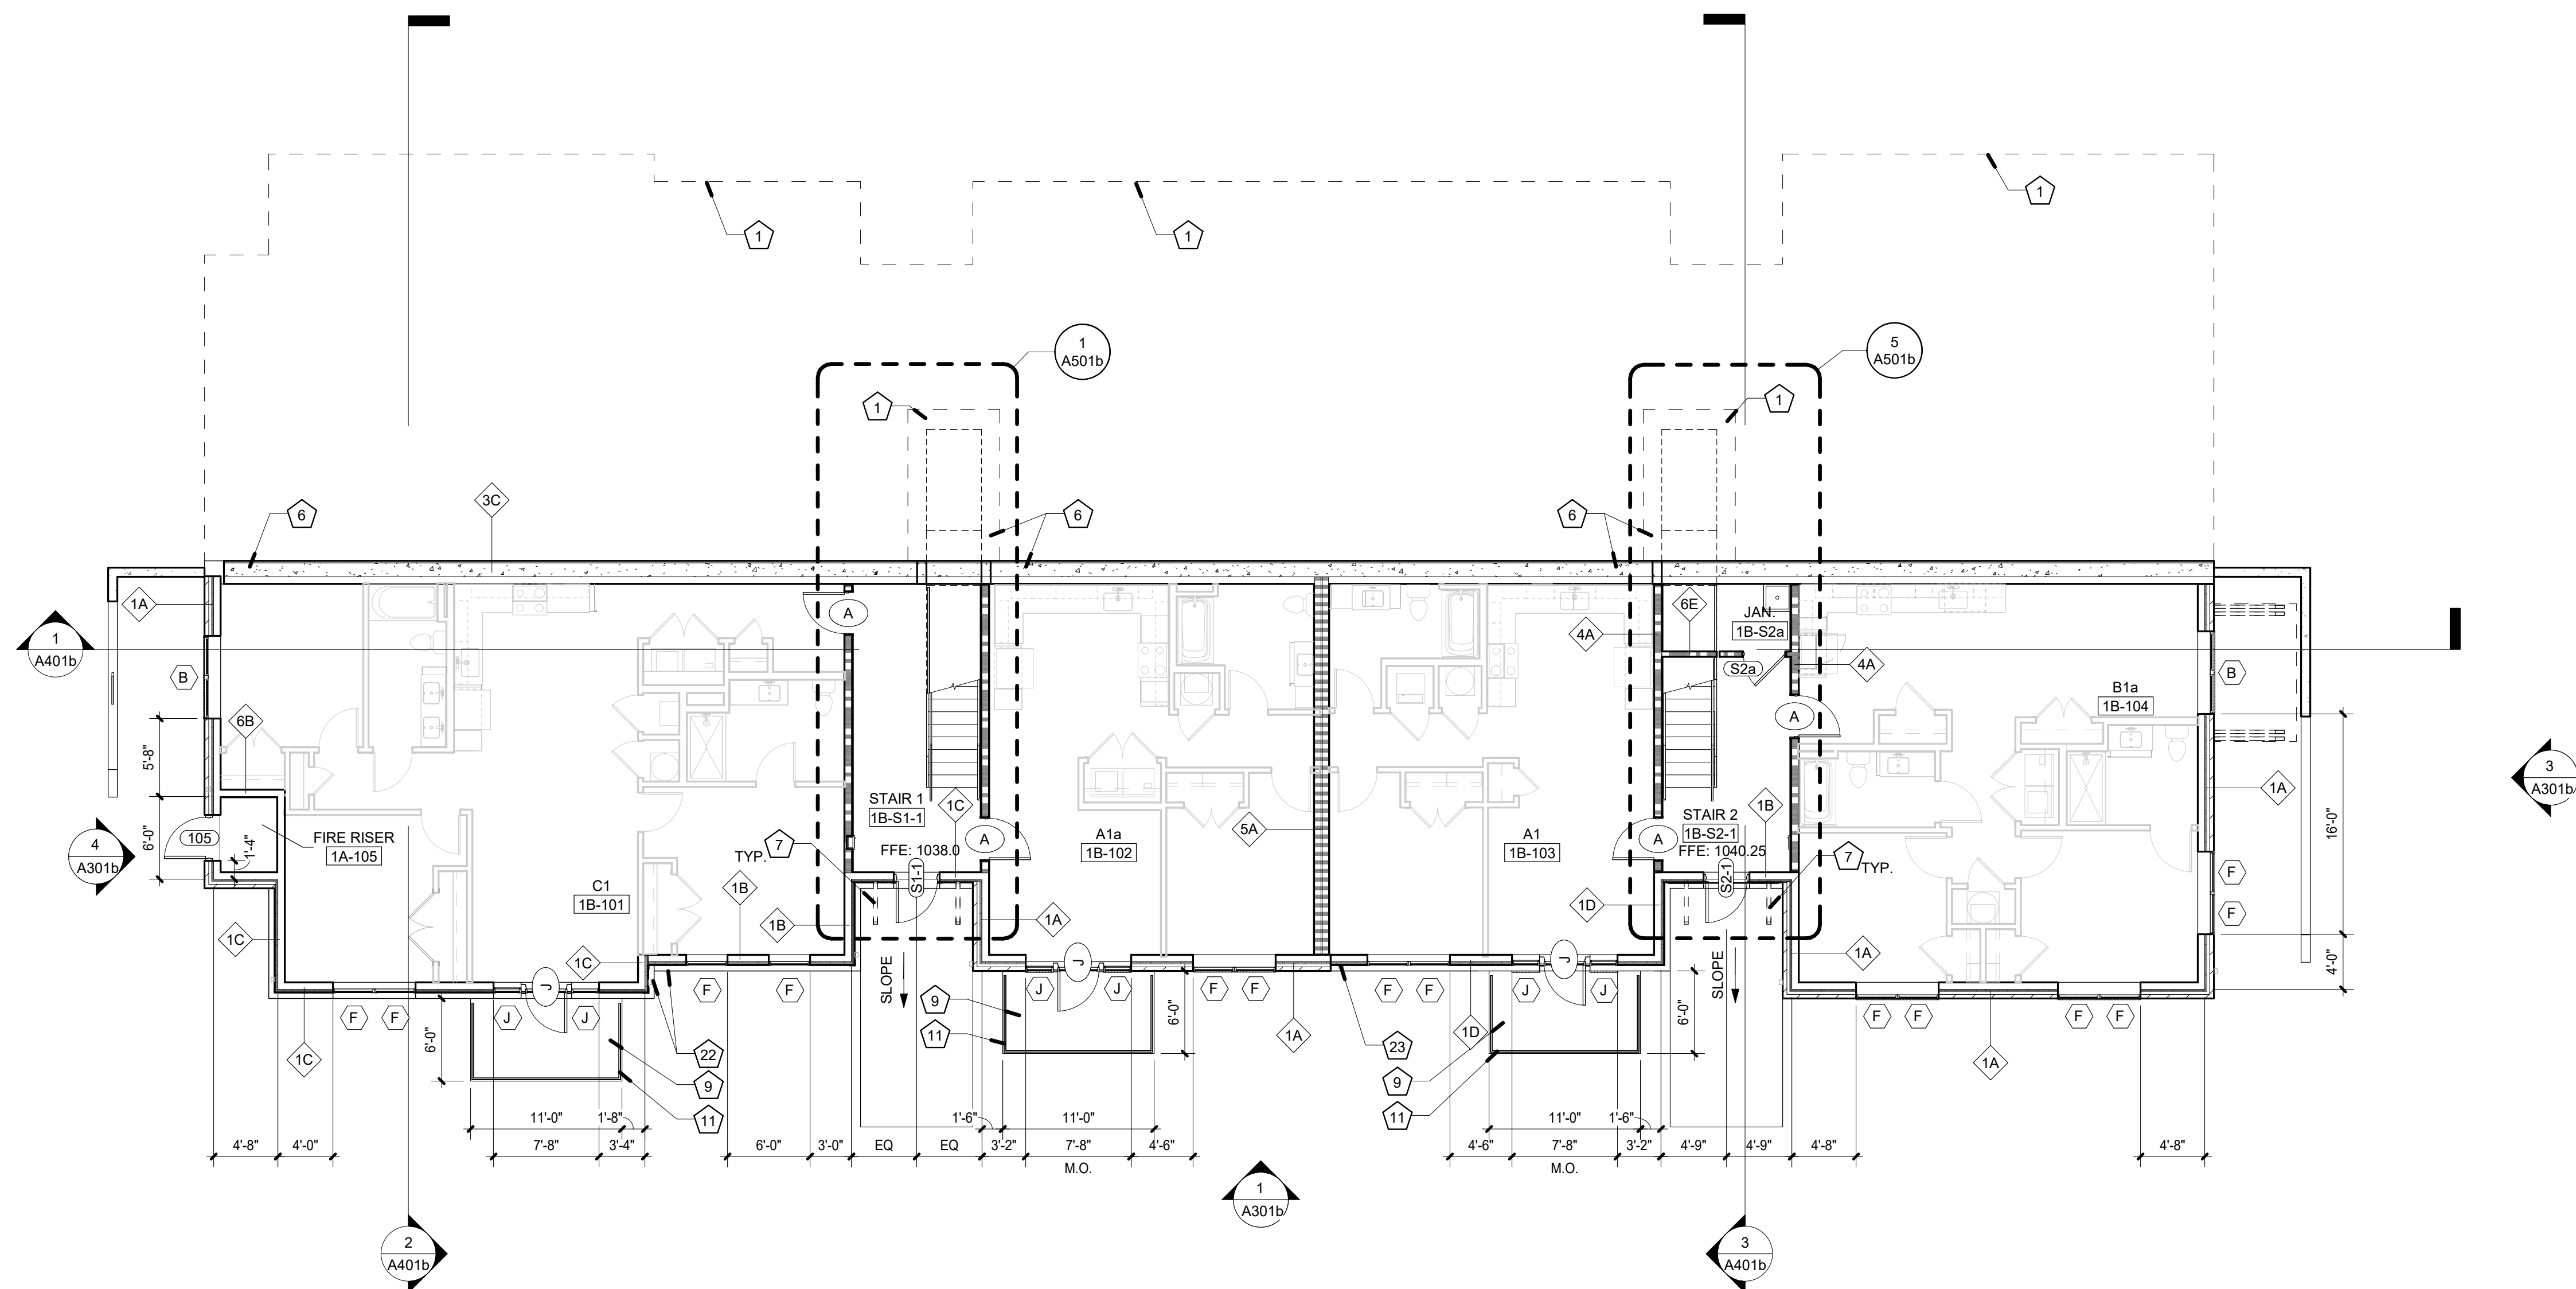 1
1
1
1
A501b
5
A501b
1
1
3C
6
6
6
1A
A
6E
JAN.
1B-S2a
4A
S2a
4A
1
A401b
B
B
B1a
1B-104
A
5'-8"
6B
16'-0"
3
A301b
1A
STAIR 1
1B-S1-1
1C
STAIR 2
1B-S2-1
1B
6'-0"
105
1'-4"
FIRE RISER
1A-105
TYP.
7
FFE: 1038.0
A
A1a
1B-102
5A
A1
1B-103
A
FFE: 1040.25
7
TYP.
4
A301b
F
F
C1
1B-101
1B
1B
S1-1
1A
1D
S2-1
1A
1C
1C
4'-0"
J
J
J
SLOPE
SLOPE
F
F
J
J
F
F
F
F
J
J
F
F
J
J
F
F
F
F
6'-0"
6'-0"
6'-0"
1C
22
9
11
9
11
1A
23
1D
9
11
1A
11'-0"
1'-8"
1'-6"
11'-0"
11'-0"
1'-6"
4'-8"
4'-0"
7'-8"
3'-4"
6'-0"
3'-0"
EQ
EQ
3'-2"
7'-8"
4'-6"
4'-6"
7'-8"
3'-2"
4'-9"
4'-9"
4'-8"
4'-8"
M.O.
M.O.
1
A301b
2
A401b
3
A401b